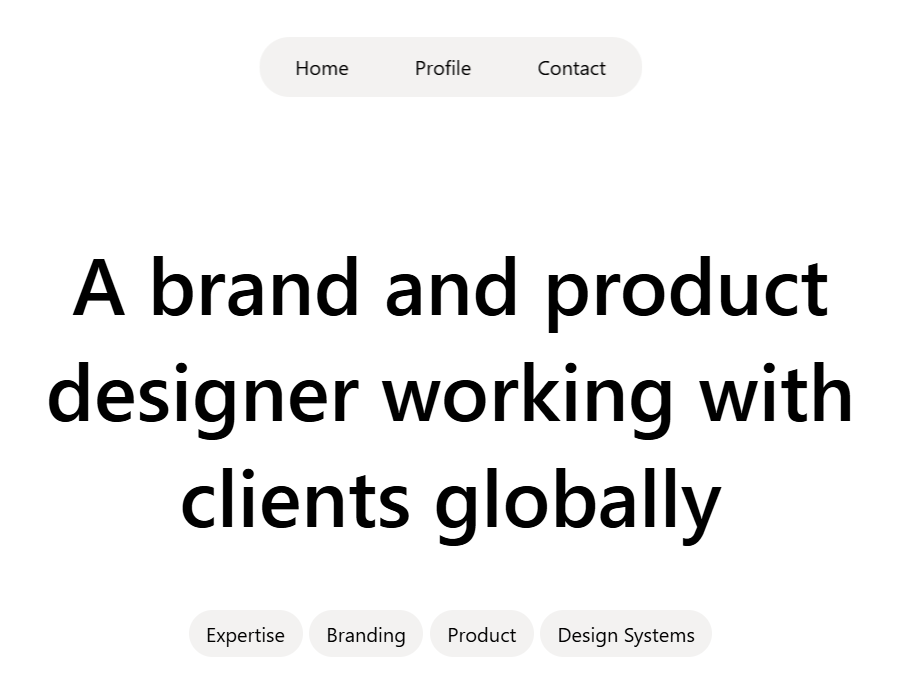 Home Profile Contact
A brand and product
designer working with
clients globally
Expertise Branding Product Design Systems